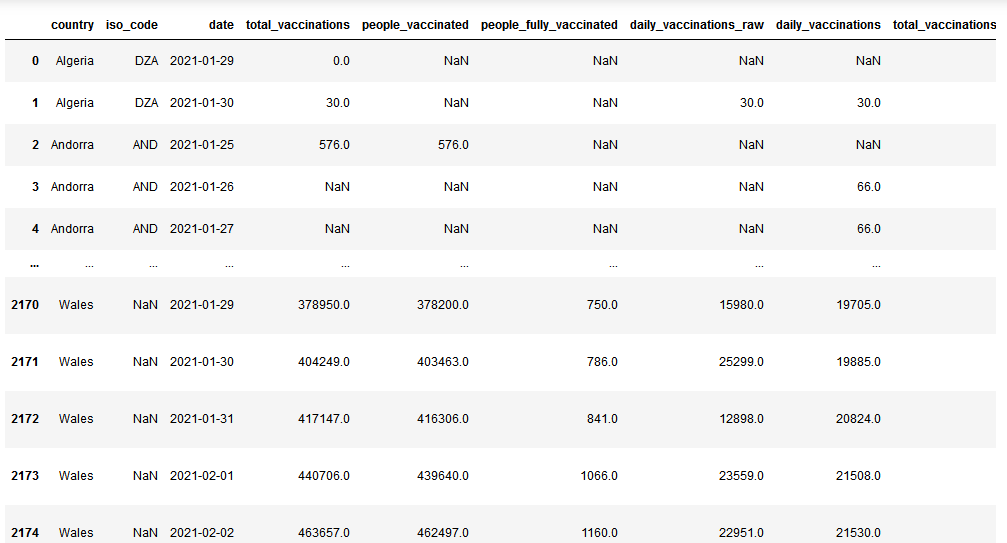 country iso_code date total_vaccinations people_vaccinated people_fully_vaccinated daily_vaccinations_raw daily_vaccinations total_vaccinations
0 Algeria DZA 2021-01-29 0.0 NaN NaN NaN NaN
1 Algeria DZA 2021-01-30 30.0 NaN NaN 30.0 30.0
2 Andorra AND 2021-01-25 576.0 576.0 NaN NaN NaN
3 Andorra AND 2021-01-26 NaN NaN NaN NaN 66.0
4 Andorra AND 2021-01-27 NaN NaN NaN NaN 66.0
... ... ... ... ... ... ... ... ...
2170 Wales NaN 2021-01-29 378950.0 378200.0 750.0 15980.0 19705.0
2171 Wales NaN 2021-01-30 404249.0 403463.0 786.0 25299.0 19885.0
2172 Wales NaN 2021-01-31 417147.0 416306.0 841.0 12898.0 20824.0
2173 Wales NaN 2021-02-01 440706.0 439640.0 1066.0 23559.0 21508.0
2174 Wales NaN 2021-02-02 463657.0 462497.0 1160.0 22951.0 21530.0